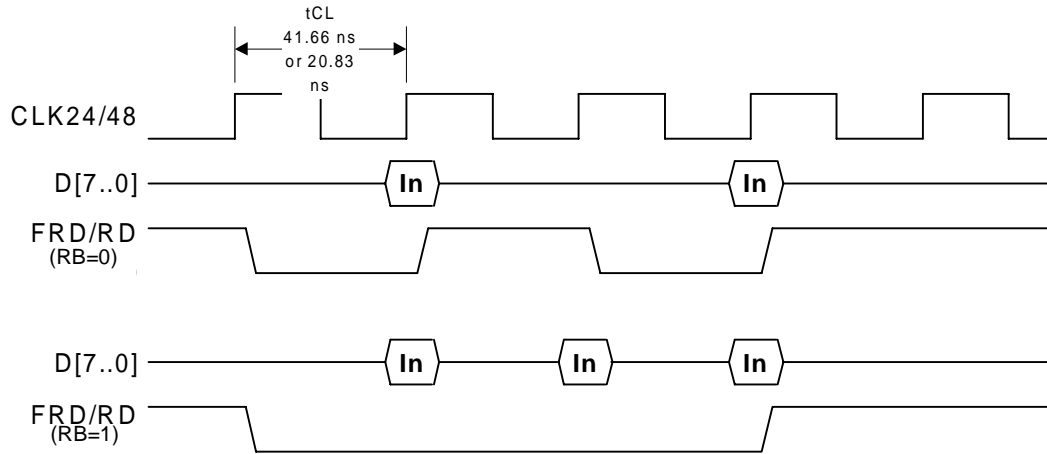 tCL
41.66 ns
or 20.83
ns
CLK24/48
D[7..0]
In
In
FRD/RD
(RB=0)
D[7..0]
In
In
In
FRD/RD
(RB=1)